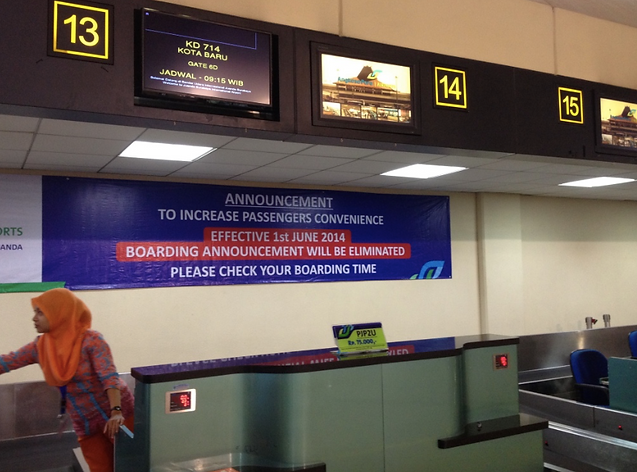 13
KD 714
KOTA BARU
GATE 6D
JADWAL - 09:15 WIB
14
15
ORTS
ANDA
ANNOUNCEMENT
TO INCREASE PASSENGERS CONVENIENCE
EFFECTIVE 1st JUNE 2014
BOARDING ANNOUNCEMENT WILL BE ELIMINATED
PLEASE CHECK YOUR BOARDING TIME
PJP2U
Rp. 75.000,-